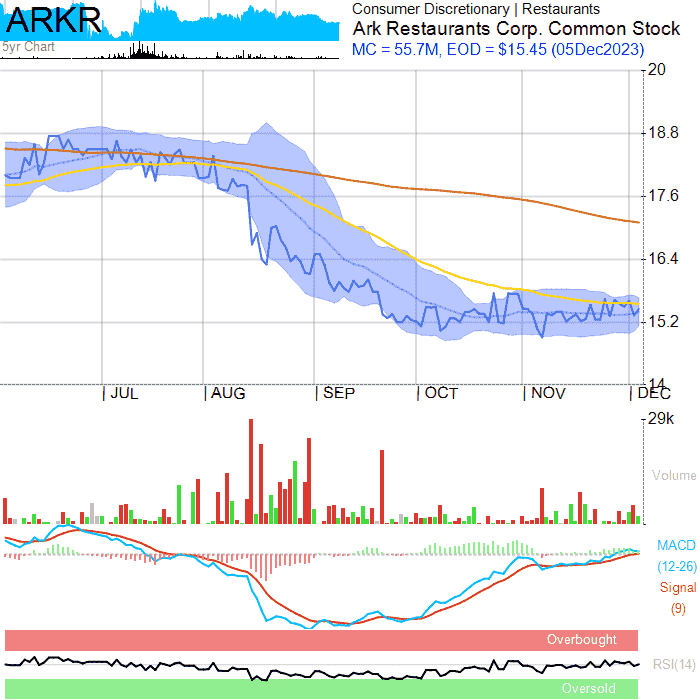 ARKR
5yr Chart
Consumer Discretionary | Restaurants
Ark Restaurants Corp. Common Stock
MC = 55.7M, EOD = $15.45 (05Dec2023)
20
18.8
17.6
16.4
15.2
14
JUL AUG SEP OCT NOV DEC
29k
Volume
MACD
(12-26)
Signal
(9)
Overbought
RSI(14)
Oversold